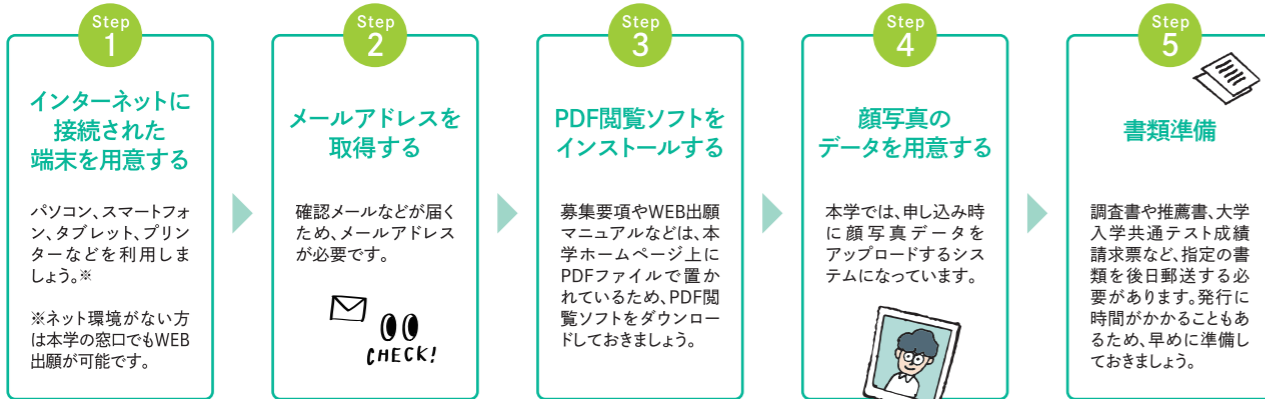 Step
1
インターネットに
接続された
端末を用意する
パソコン、スマートフォ
ン、タブレット、プリン
ターなどを利用しま
しょう。※
※ネット環境がない方
は本学の窓口でもWEB
出願が可能です。
Step
2
メールアドレスを
取得する
確認メールなどが届く
ため、メールアドレス
が必要です。
CHECK!
Step
3
PDF閲覧ソフトを
インストールする
募集要項やWEB出願
マニュアルなどは、本
学ホームページ上に
PDFファイルで置か
れているため、PDF閲
覧ソフトをダウンロー
ドしておきましょう。
Step
4
顔写真の
データを用意する
本学では、申し込み時
に顔写真データを
アップロードするシス
テムになっています。
Step
5
書類準備
調査書や推薦書、大学
入学共通テスト成績
請求票など、指定の書
類を後日郵送する必
要があります。発行に
時間がかかることもあ
るため、早めに準備し
ておきましょう。